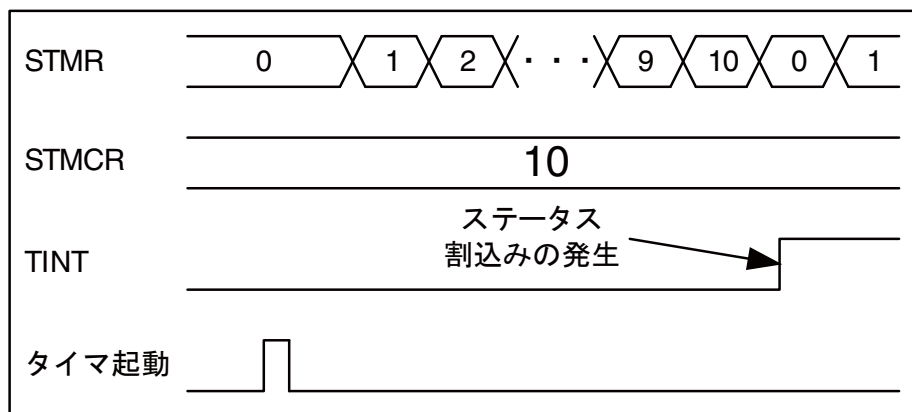 STMR 0 1 2 ・・・ 9 10 0 1
STMCR 10
ステータス
割込みの発生
TINT
タイマ起動